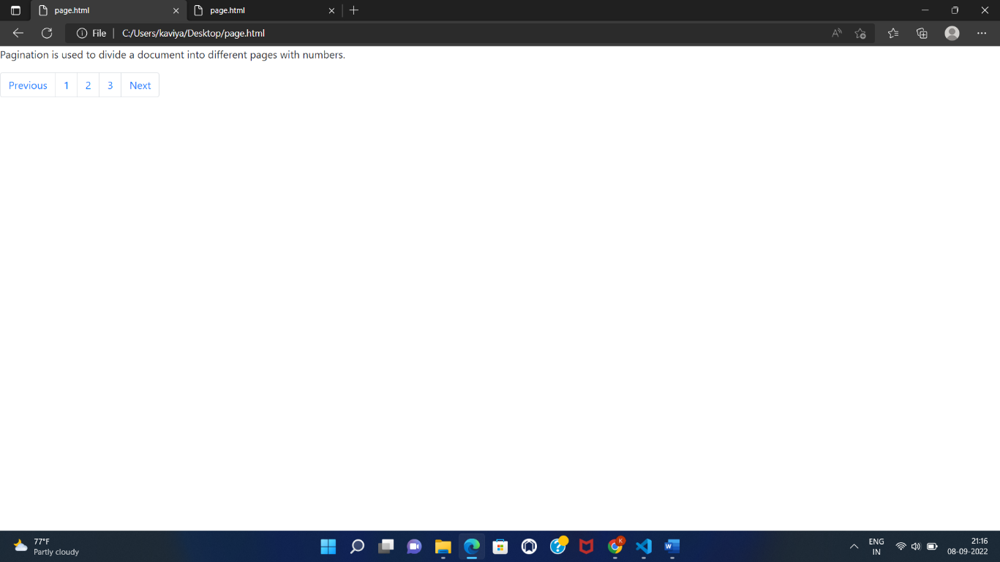 page.html
page.html
File
C:/Users/kaviya/Desktop/page.html
Pagination is used to divide a document into different pages with numbers.
Previous 1 2 3 Next
77°F
Partly cloudy
K
W
ENG
IN
21:16
08-09-2022